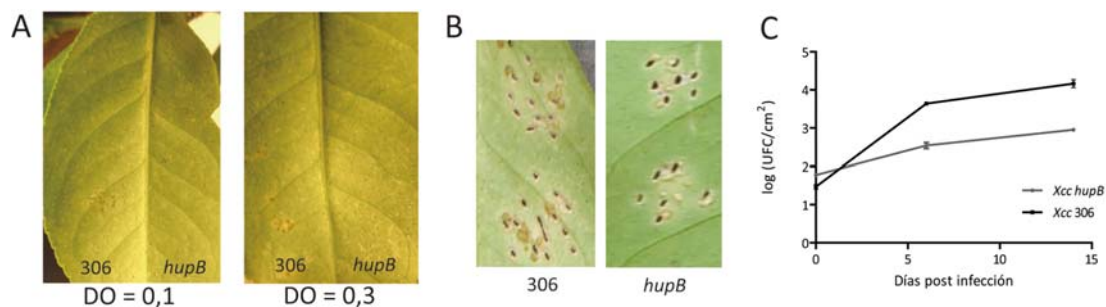 A
306 hupB
DO = 0,1
306 hupB
DO = 0,3
B
306
hupB
C
log (UFC/cm²)
5
4
3
2
1
0
0 5 10 15
Días post infección
Xcc hupB
Xcc 306